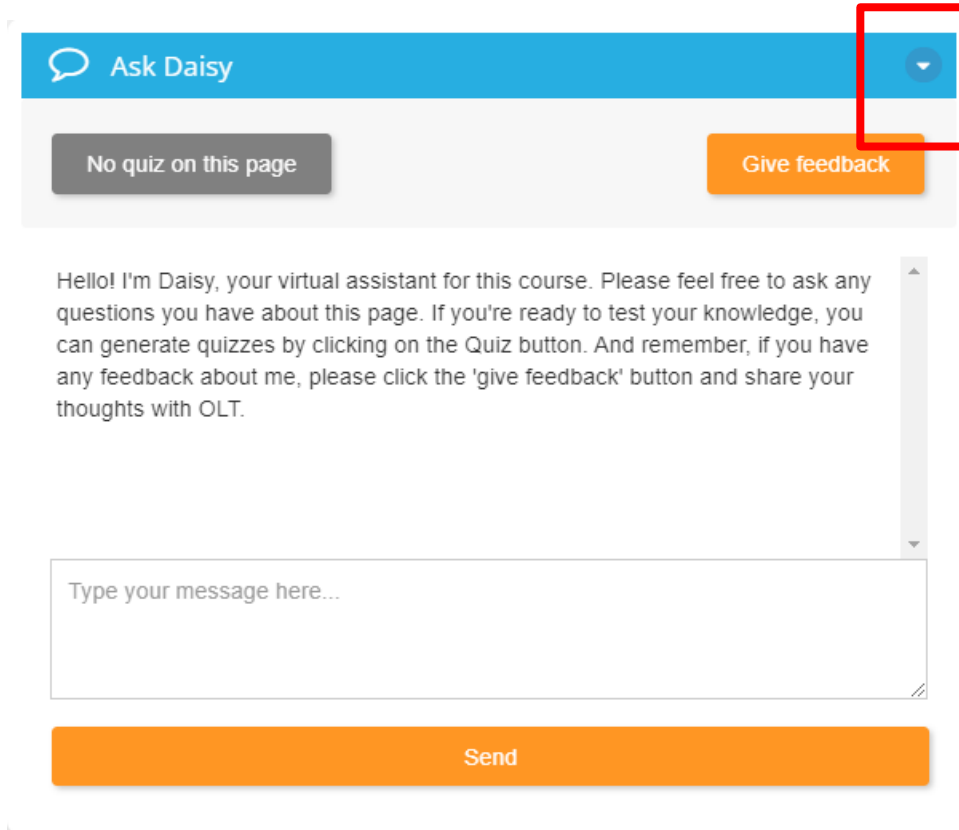 Ask Daisy
No quiz on this page
Give feedback
Hello! I'm Daisy, your virtual assistant for this course. Please feel free to ask any
questions you have about this page. If you're ready to test your knowledge, you
can generate quizzes by clicking on the Quiz button. And remember, if you have
any feedback about me, please click the 'give feedback' button and share your
thoughts with OLT.
Type your message here...
Send